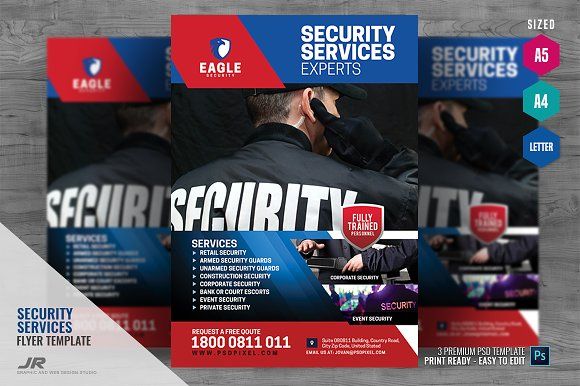 EAGLE
SECURITY
SECURITY
SERVICES
EXPERTS
SECURITY
FULLY
TRAINED
PERSONNEL
SERVICES
RETAIL SECURITY
ARMED SECURITY GUARDS
UNARMED SECURITY GUARDS
CONSTRUCTION SECURITY
CORPORATE SECURITY
BANK OR COURT ESCORTS
EVENT SECURITY
PRIVATE SECURITY
CORPORATE SECURITY
SECURITY
EVENT SECURITY
REQUEST A FREE QOUTE
1800 0811 011
WWW.PSDPIXEL.COM
Suite 080811 Building, Country Road,
City Zip Code, United Stated
EMAIL US AT: JOVAN@PSDPIXEL.COM
SIZED
A5
A4
LETTER
SECURITY
SERVICES
FLYER TEMPLATE
JR
GRAPHIC AND WEB DESIGN STUDIO
3 PREMIUM PSD TEMPLATE
PRINT READY - EASY TO EDIT
Ps